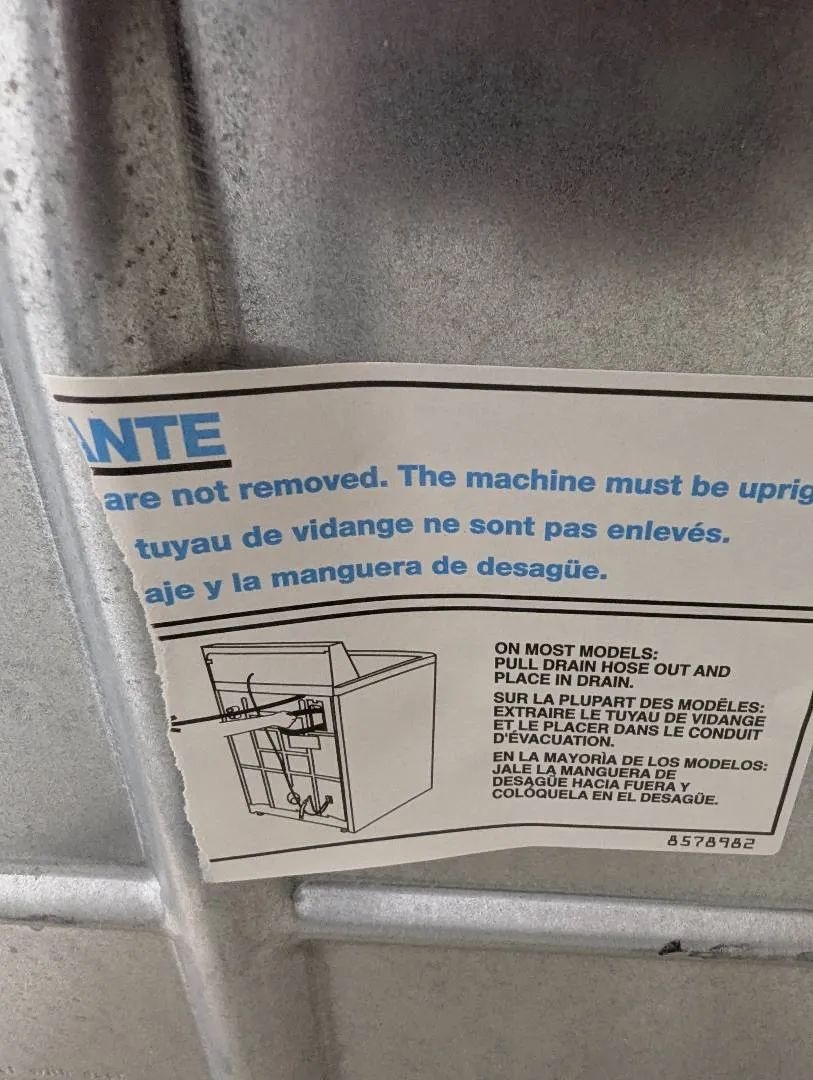 ANTE
are not removed. The machine must be uprig
tuyau de vidange ne sont pas enlevés.
aje y la manguera de desagüe.
ON MOST MODELS:
PULL DRAIN HOSE OUT AND
PLACE IN DRAIN.
SUR LA PLUPART DES MODËLES:
EXTRAIRE LE TUYAU DE VIDANGE
ET LE PLACER DANS LE CONDUIT
D'ÉVACUATION.
EN LA MAYORÌA DE LOS MODELOS:
JALE LA MANGUERA DE
DESAGÜE HACIA FUERA Y
COLÓQUELA EN EL DESAGÜE.
8578982